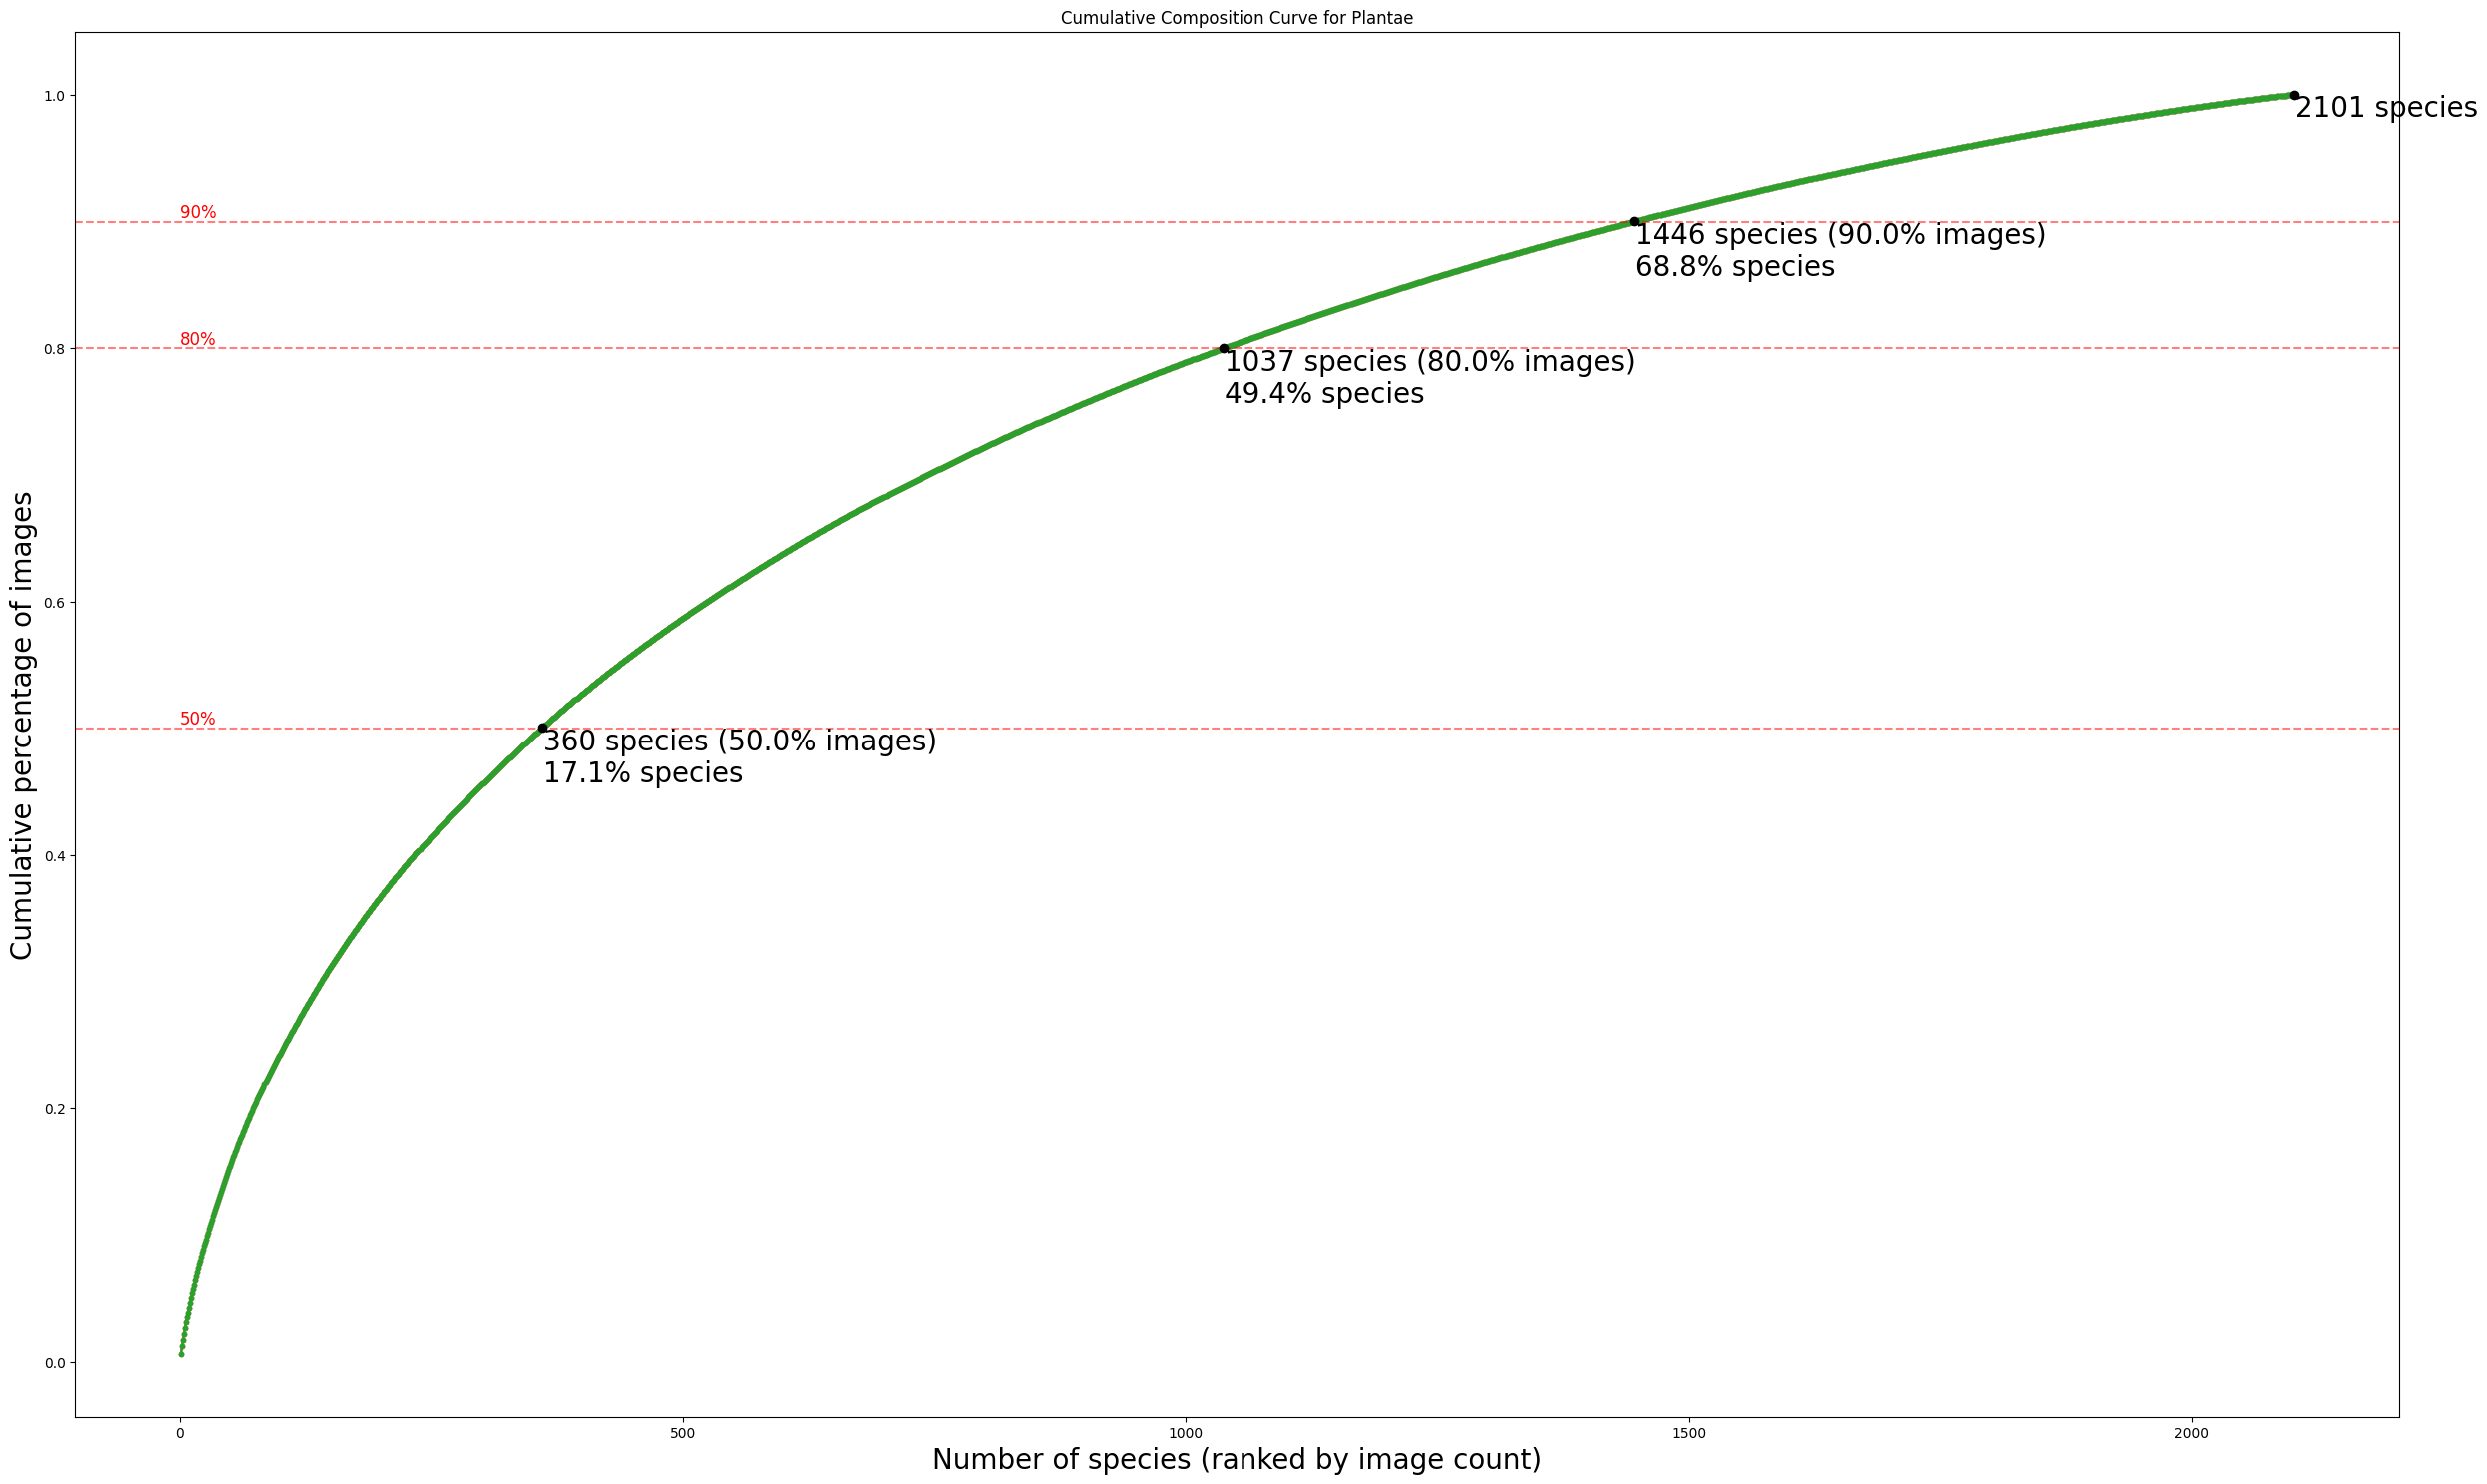 Cumulative Composition Curve for Plantae
1.0
2101 species
90%
1446 species (90.0% images)
68.8% species
80%
0.8
1037 species (80.0% images)
49.4% species
0.6
50%
360 species (50.0% images)
17.1% species
0.4
0.2
0.0
Cumulative percentage of images
0 500 1000 1500 2000
Number of species (ranked by image count)